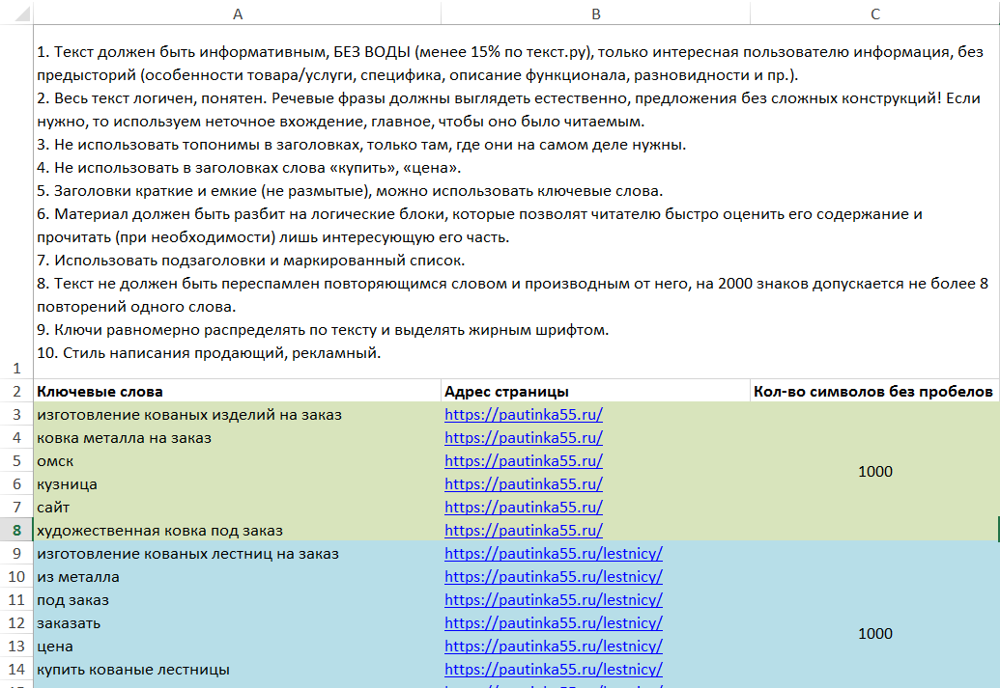 A B C
1. Текст должен быть информативным, БЕЗ ВОДЫ (менее 15% по текст.ру), только интересная пользователю информация, без
предысторий (особенности товара/услуги, специфика, описание функционала, разновидности и пр.).
2. Весь текст логичен, понятен. Речевые фразы должны выглядеть естественно, предложения без сложных конструкций! Если
нужно, то используем неточное вхождение, главное, чтобы оно было читаемым.
3. Не использовать топонимы в заголовках, только там, где они на самом деле нужны.
4. Не использовать в заголовках слова «купить», «цена».
5. Заголовки краткие и емкие (не размытые), можно использовать ключевые слова.
6. Материал должен быть разбит на логические блоки, которые позволят читателю быстро оценить его содержание и
прочитать (при необходимости) лишь интересующую его часть.
7. Использовать подзаголовки и маркированный список.
8. Текст не должен быть переспамлен повторяющимся словом и производным от него, на 2000 знаков допускается не более 8
повторений одного слова.
9. Ключи равномерно распределять по тексту и выделять жирным шрифтом.
10. Стиль написания продающий, рекламный.
1
2 Ключевые слова Адрес страницы Кол-во символов без пробелов
3 изготовление кованых изделий на заказ https://pautinka55.ru/
4 ковка металла на заказ https://pautinka55.ru/
5 омск https://pautinka55.ru/
1000
6 кузница https://pautinka55.ru/
7 сайт https://pautinka55.ru/
8 художественная ковка под заказ https://pautinka55.ru/
9 изготовление кованых лестниц на заказ https://pautinka55.ru/lestnicy/
10 из металла https://pautinka55.ru/lestnicy/
11 под заказ https://pautinka55.ru/lestnicy/
12 заказать https://pautinka55.ru/lestnicy/
1000
13 цена https://pautinka55.ru/lestnicy/
14 купить кованые лестницы https://pautinka55.ru/lestnicy/